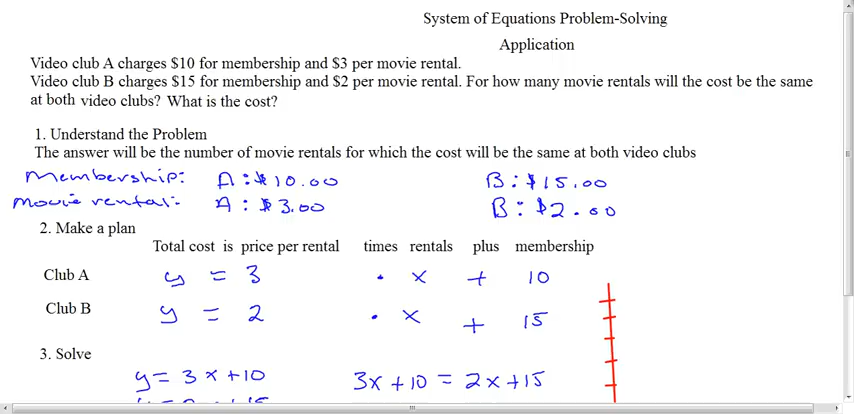 System of Equations Problem-Solving
Application
Video club A charges $10 for membership and $3 per movie rental.
Video club B charges $15 for membership and $2 per movie rental. For how many movie rentals will the cost be the same
at both video clubs? What is the cost?
1. Understand the Problem
The answer will be the number of movie rentals for which the cost will be the same at both video clubs
Membership: A: $10.00 B: $15.00
Movie rental: A: $3.00 B: $2.00
2. Make a plan
Total cost is price per rental times rentals plus membership
Club A y = 3 · x + 10
Club B y = 2 · x + 15
3. Solve
y = 3x+10 3x+10 = 2x+15